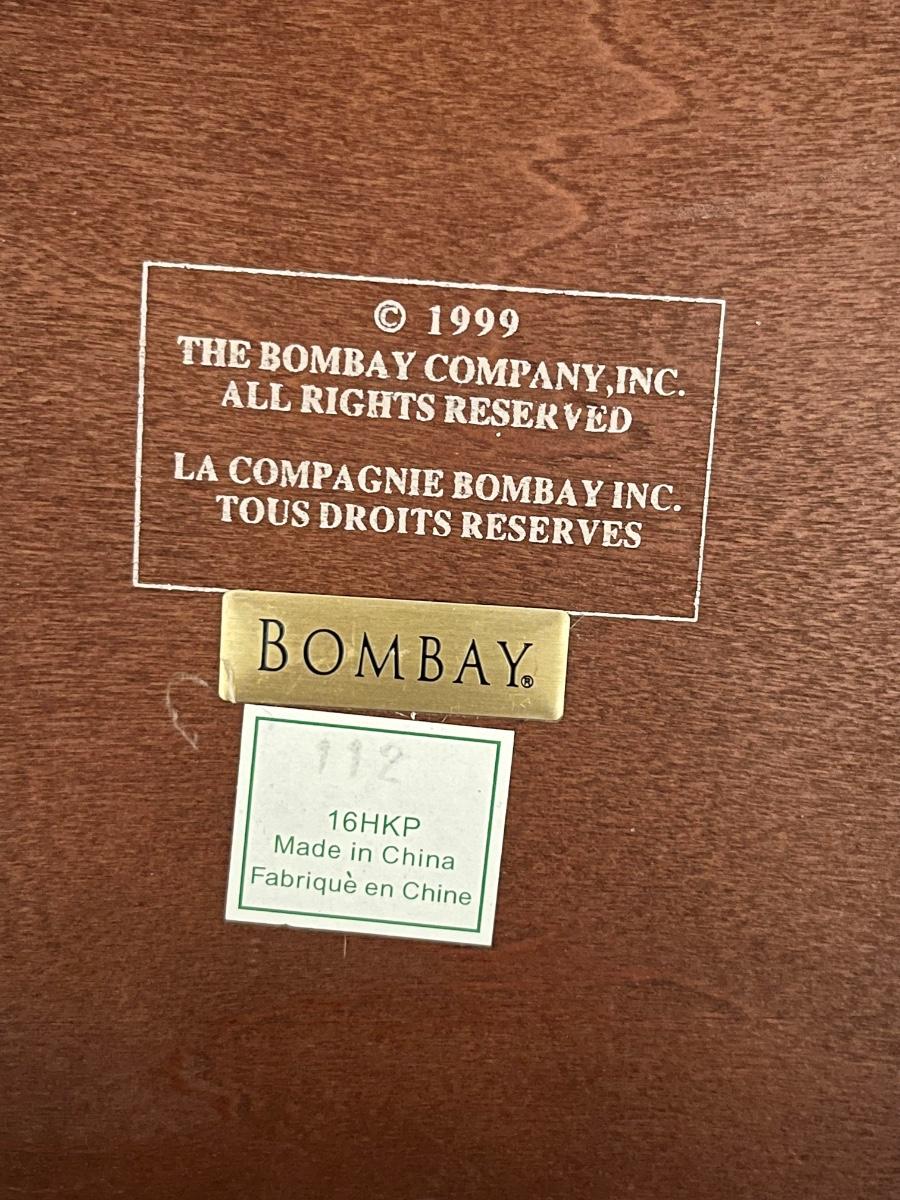 © 1999
THE BOMBAY COMPANY,INC.
ALL RIGHTS RESERVED
LA COMPAGNIE BOMBAY INC.
TOUS DROITS RESERVES
BOMBAY®
112
16HKP
Made in China
Fabriquè en Chine